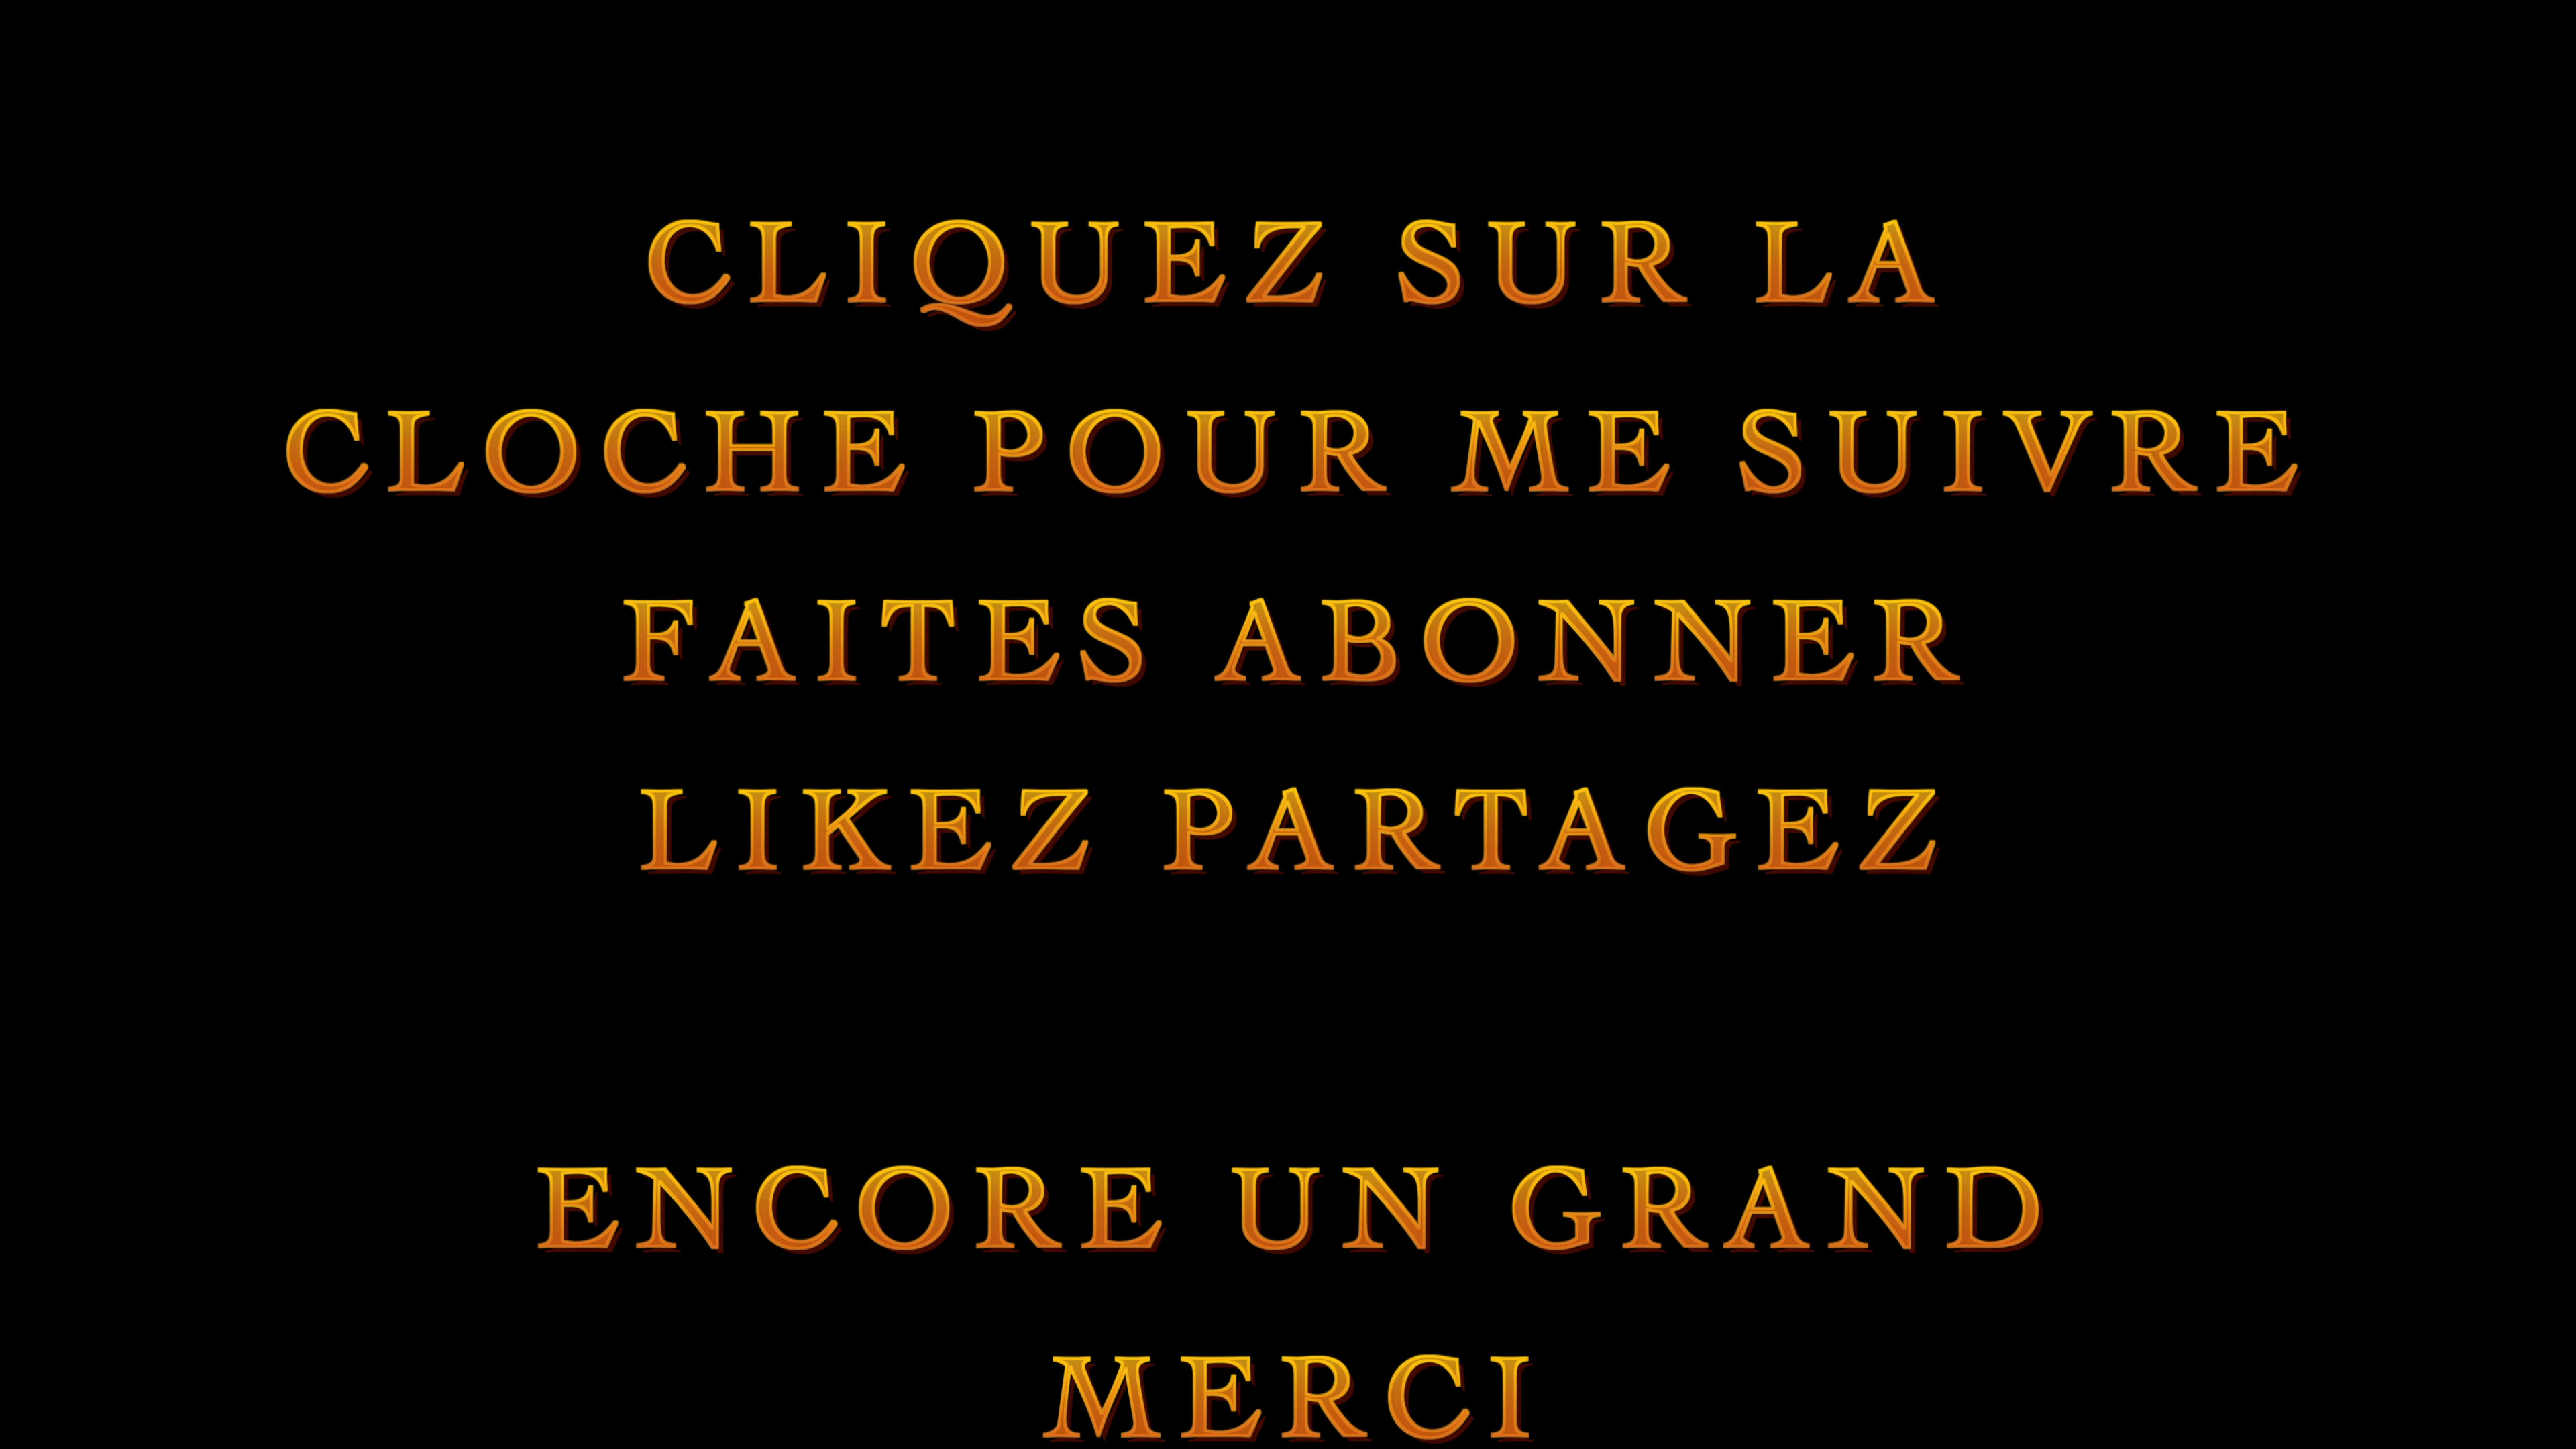 CLIQUEZ SUR LA
CLOCHE POUR ME SUIVRE
FAITES ABONNER
LIKEZ PARTAGEZ
ENCORE UN GRAND
MERCI